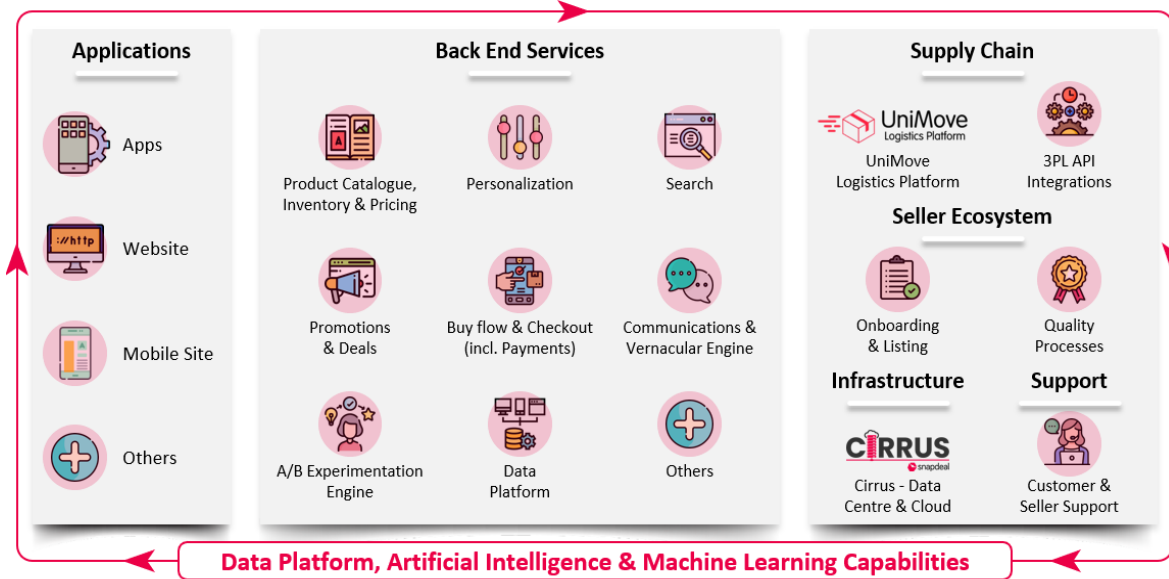 Applications
Apps
://http
Website
Mobile Site
Others
Back End Services
A
Product Catalogue,
Inventory & Pricing
Personalization
Search
Promotions
& Deals
Buy flow & Checkout
(incl. Payments)
Communications &
Vernacular Engine
A/B Experimentation
Engine
Data
Platform
Others
Supply Chain
UniMove
Logistics Platform
UniMove
Logistics Platform
3PL API
Integrations
Seller Ecosystem
Onboarding
& Listing
Quality
Processes
Infrastructure
CIRRUS
snapdeal
Cirrus - Data
Centre & Cloud
Support
Customer &
Seller Support
Data Platform, Artificial Intelligence & Machine Learning Capabilities